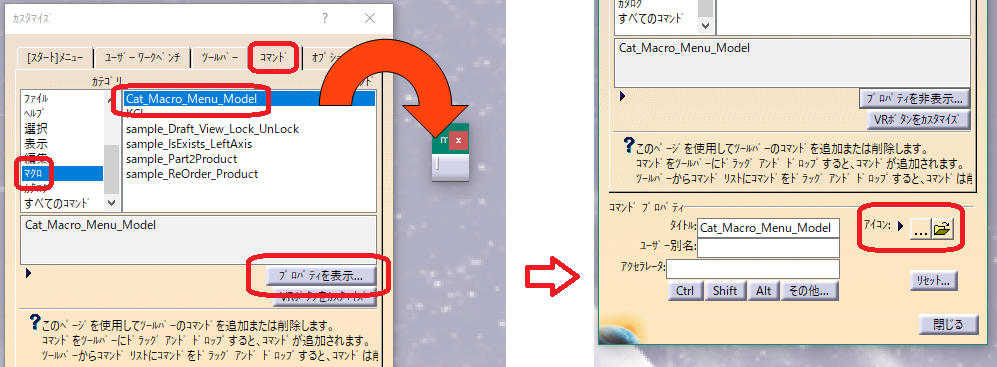 ｶｽﾀﾏｲｽﾞ
[ｽﾀｰﾄ]ﾒﾆｭｰ
ﾕｰｻﾞｰ ﾜｰｸﾍﾞﾝﾁ
ﾂｰﾙﾊﾞｰ
ｺﾏﾝﾄﾞ
ｶﾃｺﾞﾘ
ﾌｧｲﾙ
ﾍﾙﾌﾟ
選択
表示
編集
ﾏｸﾛ
ｶﾀﾛｸﾞ
すべてのｺﾏﾝﾄﾞ
Cat_Macro_Menu_Model
KCL
sample_Draft_View_Lock_UnLock
sample_IsExists_LeftAxis
sample_Part2Product
sample_ReOrder_Product
Cat_Macro_Menu_Model
ﾌﾟﾛﾊﾟﾃｨを表示...
VRﾎﾞﾀﾝをｶｽﾀﾏｲｽﾞ
このﾍﾟｰｼﾞを使用してﾂｰﾙﾊﾞｰのｺﾏﾝﾄﾞを追加または削除します。
ｺﾏﾝﾄﾞをﾂｰﾙﾊﾞｰにﾄﾞﾗｯｸﾞ ｱﾝﾄﾞ ﾄﾞﾛｯﾌﾟすると、ｺﾏﾝﾄﾞが追加されます。
ﾂｰﾙﾊﾞｰからｺﾏﾝﾄﾞ ﾘｽﾄにｺﾏﾝﾄﾞをﾄﾞﾗｯｸﾞ ｱﾝﾄﾞ ﾄﾞﾛｯﾌﾟすると、ｺﾏﾝﾄﾞは削
m x
ｶﾀﾛｸﾞ
すべてのｺﾏﾝﾄﾞ
Cat_Macro_Menu_Model
ﾌﾟﾛﾊﾟﾃｨを非表示...
VRﾎﾞﾀﾝをｶｽﾀﾏｲｽﾞ
このﾍﾟｰｼﾞを使用してﾂｰﾙﾊﾞｰのｺﾏﾝﾄﾞを追加または削除します。
ｺﾏﾝﾄﾞをﾂｰﾙﾊﾞｰにﾄﾞﾗｯｸﾞ ｱﾝﾄﾞ ﾄﾞﾛｯﾌﾟすると、ｺﾏﾝﾄﾞが追加されます。
ﾂｰﾙﾊﾞｰからｺﾏﾝﾄﾞ ﾘｽﾄにｺﾏﾝﾄﾞをﾄﾞﾗｯｸﾞ ｱﾝﾄﾞ ﾄﾞﾛｯﾌﾟすると、ｺﾏﾝﾄﾞは削
ｺﾏﾝﾄﾞ ﾌﾟﾛﾊﾟﾃｨ
ﾀｲﾄﾙ: Cat_Macro_Menu_Model
ｱｲｺﾝ: ...
ﾕｰｻﾞｰ別名:
ｱｸｾﾗﾚｰﾀ:
Ctrl Shift Alt その他...
ﾘｾｯﾄ...
閉じる